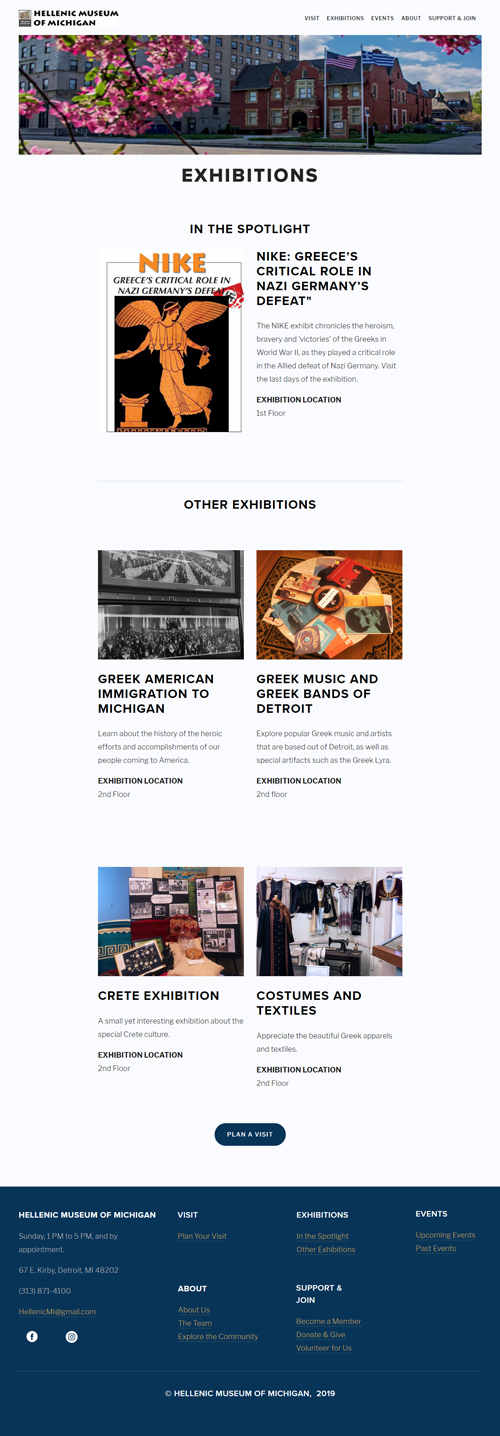 HELLENIC MUSEUM
OF MICHIGAN
VISIT EXHIBITIONS EVENTS ABOUT SUPPORT & JOIN
EXHIBITIONS
IN THE SPOTLIGHT
NIKE
GREECE'S CRITICAL ROLE IN
NAZI GERMANY'S DEFEAT
NIKE: GREECE'S
CRITICAL ROLE IN
NAZI GERMANY'S
DEFEAT"
The NIKE exhibit chronicles the heroism,
bravery and 'victories' of the Greeks in
World War II, as they played a critical role
in the Allied defeat of Nazi Germany. Visit
the last days of the exhibition.
EXHIBITION LOCATION
1st Floor
OTHER EXHIBITIONS
GREEK AMERICAN
IMMIGRATION TO
MICHIGAN
Learn about the history of the heroic
efforts and accomplishments of our
people coming to America.
EXHIBITION LOCATION
2nd Floor
GREEK MUSIC AND
GREEK BANDS OF
DETROIT
Explore popular Greek music and artists
that are based out of Detroit, as well as
special artifacts such as the Greek Lyra.
EXHIBITION LOCATION
2nd floor
CRETE
CRETE EXHIBITION
A small yet interesting exhibition about the
special Crete culture.
EXHIBITION LOCATION
2nd Floor
COSTUMES AND
TEXTILES
Appreciate the beautiful Greek apparels
and textiles.
EXHIBITION LOCATION
2nd Floor
PLAN A VISIT
HELLENIC MUSEUM OF MICHIGAN
Sunday, 1 PM to 5 PM, and by
appointment.
67 E. Kirby, Detroit, MI 48202
(313) 871-4100
HellenicMI@gmail.com
VISIT
Plan Your Visit
ABOUT
About Us
The Team
Explore the Community
EXHIBITIONS
In the Spotlight
Other Exhibitions
SUPPORT &
JOIN
Become a Member
Donate & Give
Volunteer for Us
EVENTS
Upcoming Events
Past Events
© HELLENIC MUSEUM OF MICHIGAN, 2019